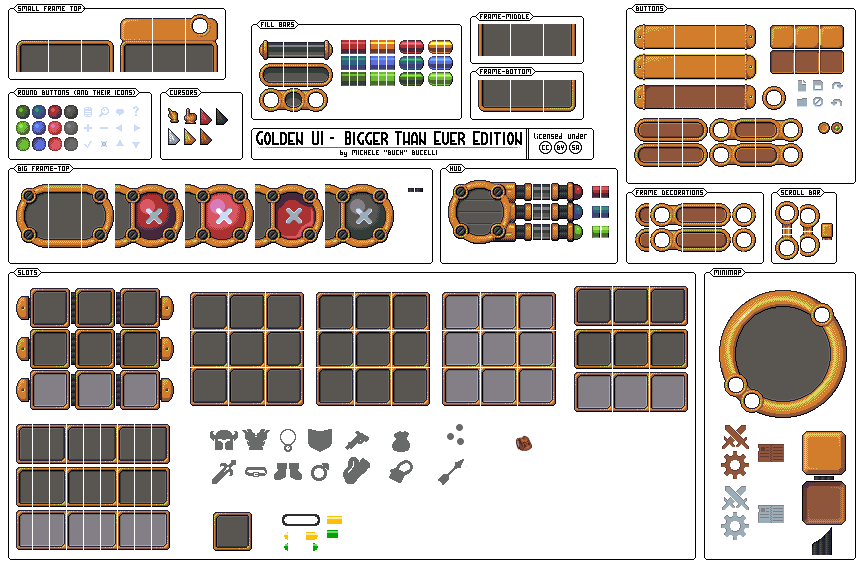 SMALL FRAME TOP
FILL BARS
FRAME-MIDDLE
BUTTONS
FRAME-BOTTOM
ROUND BUTTONS (AND THEIR ICONS)
CURSORS
GOLDEN UI - BIGGER THAN EVER EDITION
by MICHELE "BUCH" BUCELLI
licensed under
CC BY SA
BIG FRAME-TOP
HUD
FRAME DECORATIONS
SCROLL BAR
SLOTS
MINIMAP